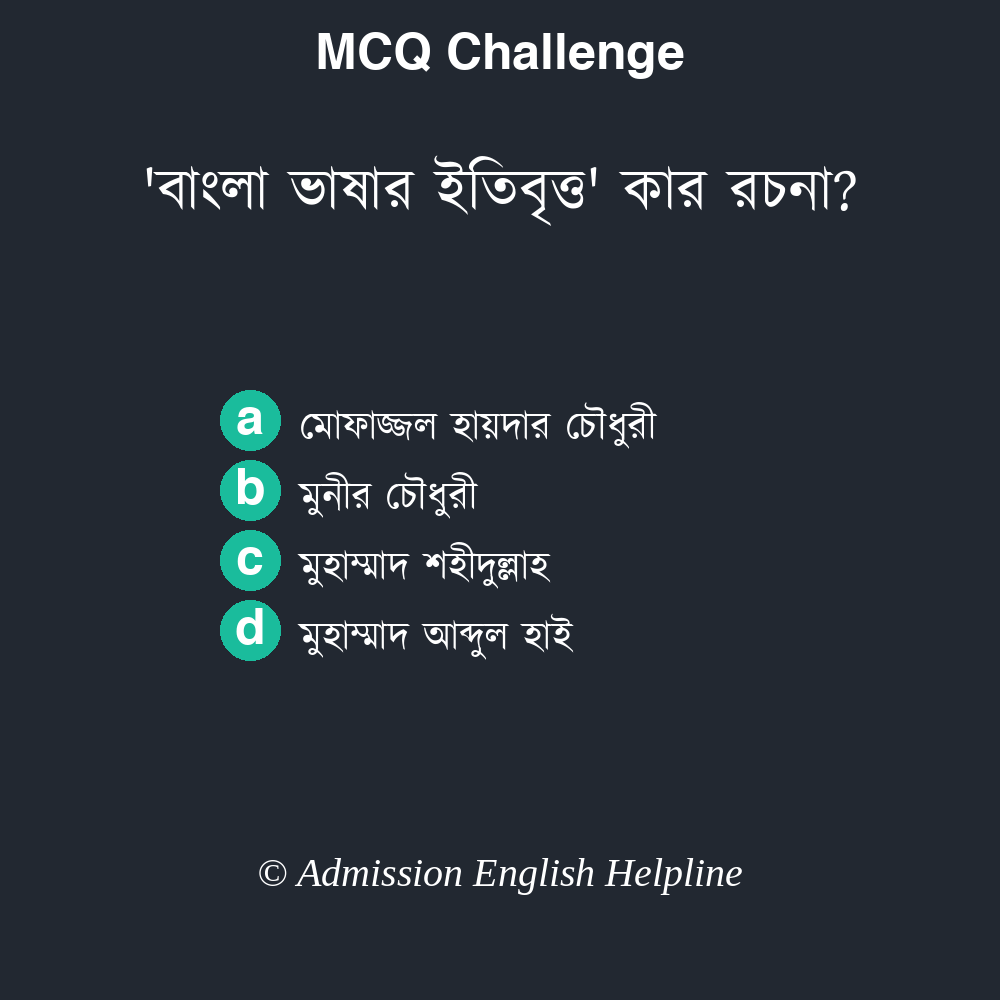 MCQ Challenge
'বাংলা ভাষার ইতিবৃত্ত' কার রচনা?
a মোফাজ্জল হায়দার চৌধুরী
b মুনীর চৌধুরী
c মুহাম্মাদ শহীদুল্লাহ
d মুহাম্মাদ আব্দুল হাই
© Admission English Helpline